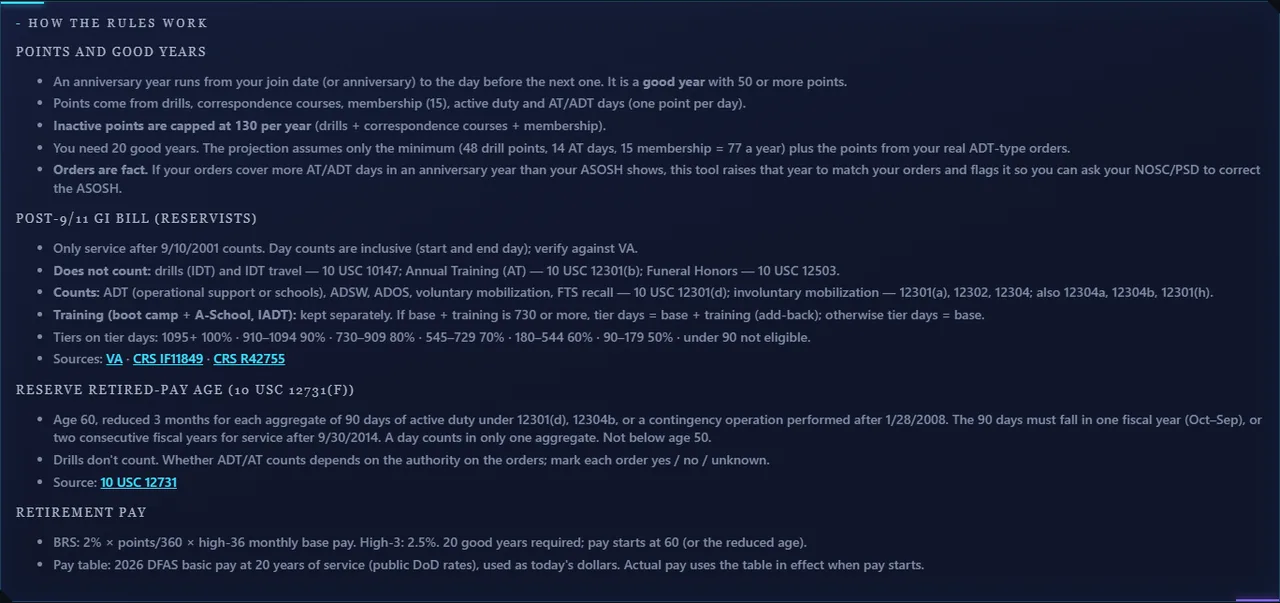 - HOW THE RULES WORK
POINTS AND GOOD YEARS
• An anniversary year runs from your join date (or anniversary) to the day before the next one. It is a good year with 50 or more points.
• Points come from drills, correspondence courses, membership (15), active duty and AT/ADT days (one point per day).
• Inactive points are capped at 130 per year (drills + correspondence courses + membership).
• You need 20 good years. The projection assumes only the minimum (48 drill points, 14 AT days, 15 membership = 77 a year) plus the points from your real ADT-type orders.
• Orders are fact. If your orders cover more AT/ADT days in an anniversary year than your ASOSH shows, this tool raises that year to match your orders and flags it so you can ask your NOSC/PSD to correct
the ASOSH.
POST-9/11 GI BILL (RESERVISTS)
• Only service after 9/10/2001 counts. Day counts are inclusive (start and end day); verify against VA.
• Does not count: drills (IDT) and IDT travel — 10 USC 10147; Annual Training (AT) — 10 USC 12301(b); Funeral Honors — 10 USC 12503.
• Counts: ADT (operational support or schools), ADSW, ADOS, voluntary mobilization, FTS recall — 10 USC 12301(d); involuntary mobilization — 12301(a), 12302, 12304; also 12304a, 12304b, 12301(h).
• Training (boot camp + A-School, IADT): kept separately. If base + training is 730 or more, tier days = base + training (add-back); otherwise tier days = base.
• Tiers on tier days: 1095+ 100% · 910–1094 90% · 730–909 80% · 545–729 70% · 180–544 60% · 90–179 50% · under 90 not eligible.
• Sources: VA · CRS IF11849 · CRS R42755
RESERVE RETIRED-PAY AGE (10 USC 12731(F))
• Age 60, reduced 3 months for each aggregate of 90 days of active duty under 12301(d), 12304b, or a contingency operation performed after 1/28/2008. The 90 days must fall in one fiscal year (Oct–Sep), or
two consecutive fiscal years for service after 9/30/2014. A day counts in only one aggregate. Not below age 50.
• Drills don't count. Whether ADT/AT counts depends on the authority on the orders; mark each order yes / no / unknown.
• Source: 10 USC 12731
RETIREMENT PAY
• BRS: 2% × points/360 × high-36 monthly base pay. High-3: 2.5%. 20 good years required; pay starts at 60 (or the reduced age).
• Pay table: 2026 DFAS basic pay at 20 years of service (public DoD rates), used as today's dollars. Actual pay uses the table in effect when pay starts.